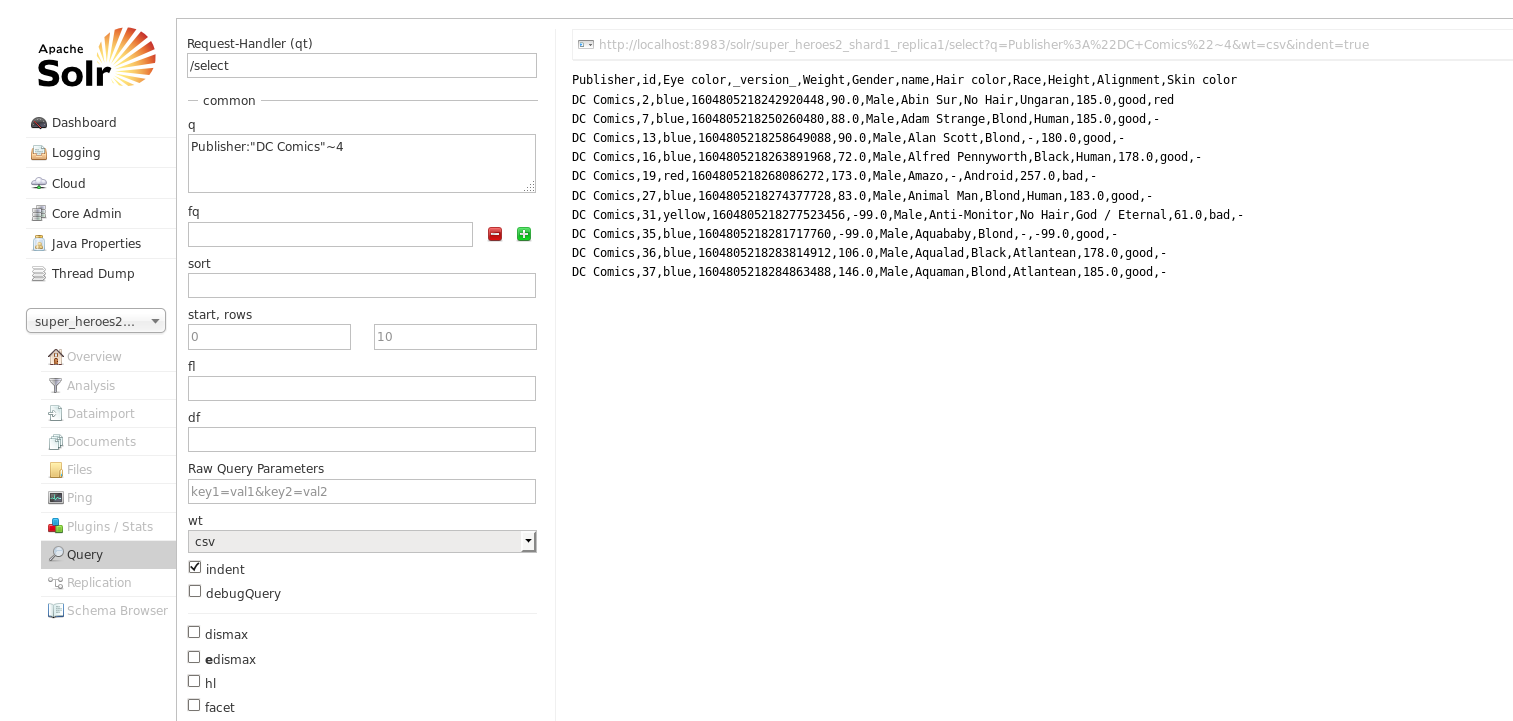 Apache
Solr
Dashboard
Logging
Cloud
Core Admin
Java Properties
Thread Dump
super_heroes2...
Overview
Analysis
Dataimport
Documents
Files
Ping
Plugins / Stats
Query
Replication
Schema Browser
Request-Handler (qt)
/select
common
q
Publisher:"DC Comics"~4
fq
sort
start, rows
0 10
fl
df
Raw Query Parameters
key1=val1&key2=val2
wt
csv
indent
debugQuery
dismax
edismax
hl
facet
http://localhost:8983/solr/super_heroes2_shard1_replica1/select?q=Publisher%3A%22DC+Comics%22~4&wt=csv&indent=true
Publisher,id,Eye color,_version_,Weight,Gender,name,Hair color,Race,Height,Alignment,Skin color
DC Comics,2,blue,1604805218242920448,90.0,Male,Abin Sur,No Hair,Ungaran,185.0,good,red
DC Comics,7,blue,1604805218250260480,88.0,Male,Adam Strange,Blond,Human,185.0,good,-
DC Comics,13,blue,1604805218258649088,90.0,Male,Alan Scott,Blond,-,180.0,good,-
DC Comics,16,blue,1604805218263891968,72.0,Male,Alfred Pennyworth,Black,Human,178.0,good,-
DC Comics,19,red,1604805218268086272,173.0,Male,Amazo,-,Android,257.0,bad,-
DC Comics,27,blue,1604805218274377728,83.0,Male,Animal Man,Blond,Human,183.0,good,-
DC Comics,31,yellow,1604805218277523456,-99.0,Male,Anti-Monitor,No Hair,God / Eternal,61.0,bad,-
DC Comics,35,blue,1604805218281717760,-99.0,Male,Aquababy,Blond,-,-99.0,good,-
DC Comics,36,blue,1604805218283814912,106.0,Male,Aqualad,Black,Atlantean,178.0,good,-
DC Comics,37,blue,1604805218284863488,146.0,Male,Aquaman,Blond,Atlantean,185.0,good,-